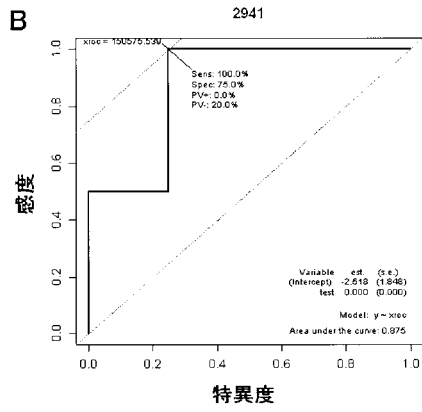 B
2941
xroc = 150575.539
Sens: 100.0%
Spec: 75.0%
PV+: 0.0%
PV-: 20.0%
1.0
0.8
0.6
0.4
0.2
0.0
感度
Variable est. (s.e.)
(Intercept) -2.518 (1.848)
test 0.000 (0.000)
Model: y ~ xroc
Area under the curve: 0.875
0.0 0.2 0.4 0.6 0.8 1.0
特異度